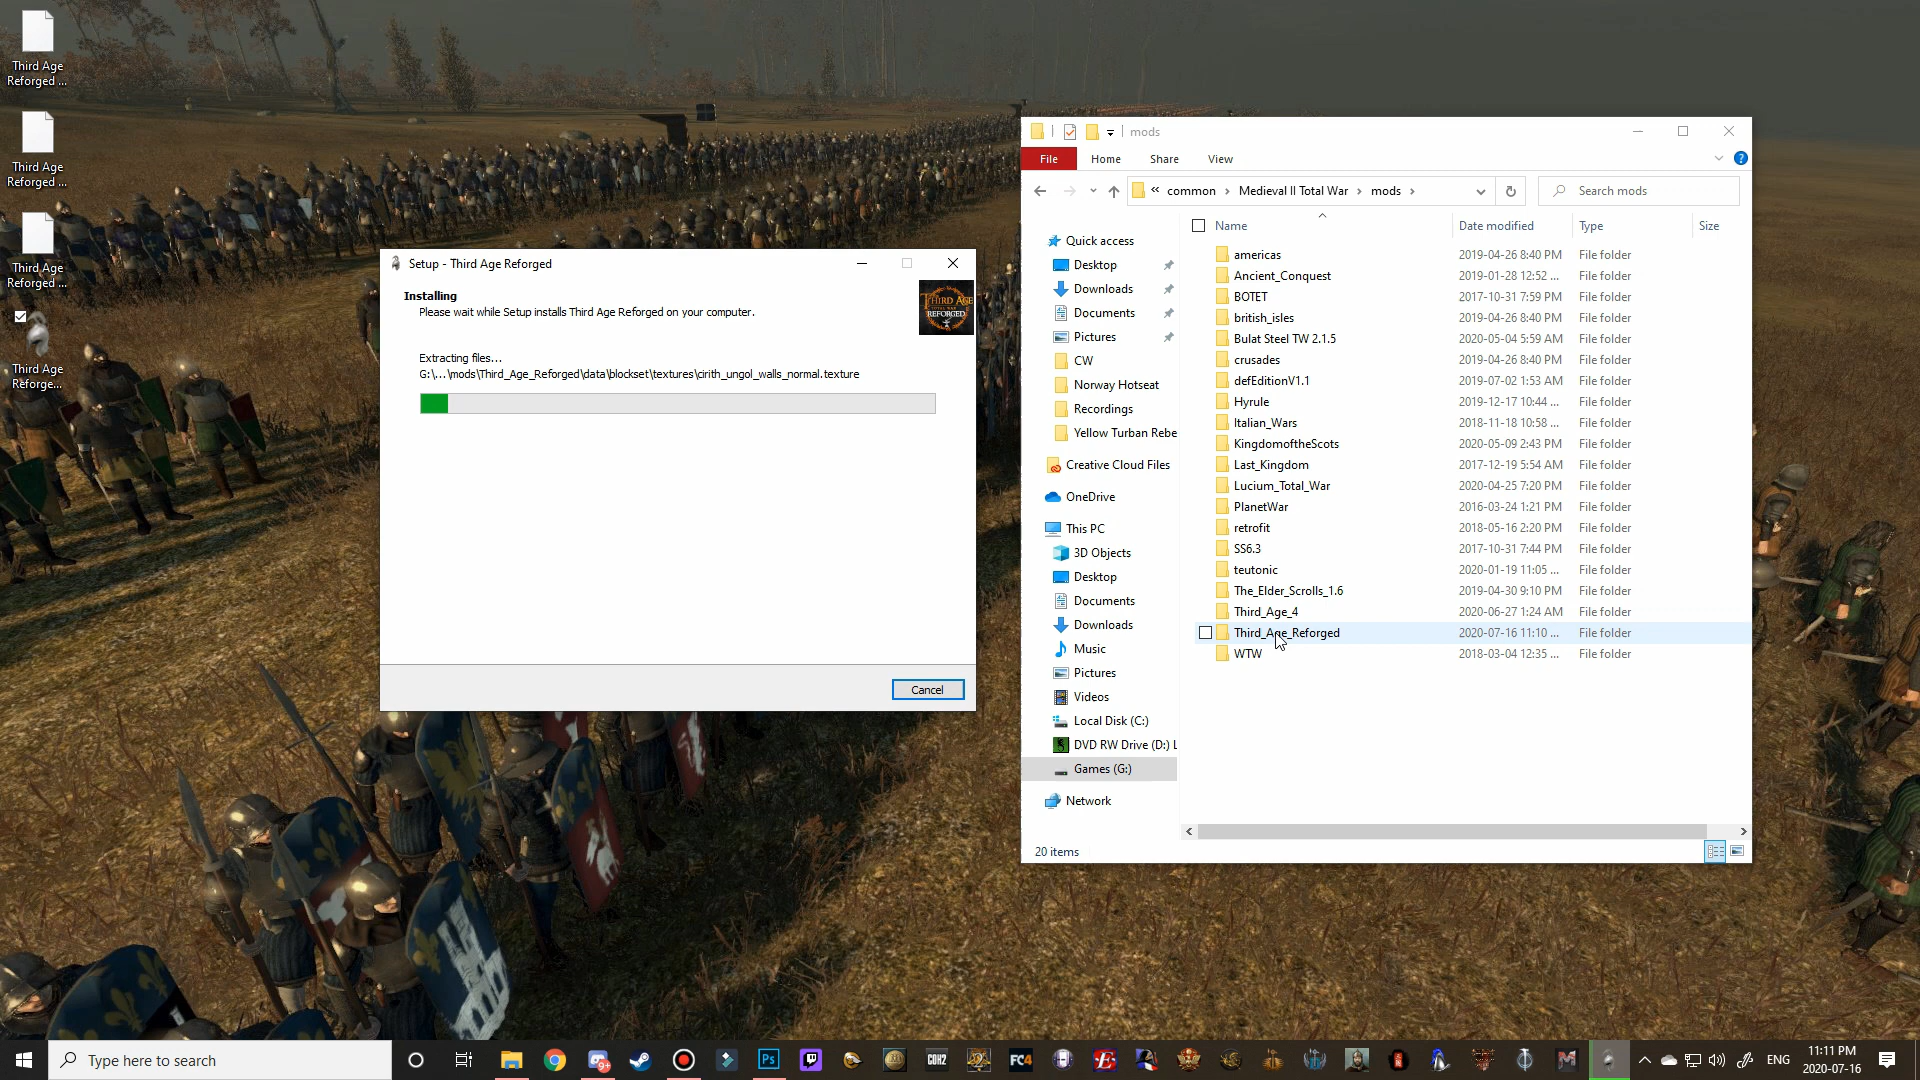 Third Age
Reforged ...
Third Age
Reforged ...
Third Age
Reforged ...
Third Age
Reforge...
Setup - Third Age Reforged
Installing
Please wait while Setup installs Third Age Reforged on your computer.
THIRD AGE
REFORGED
Extracting files...
G:\...\mods\Third_Age_Reforged\data\blockset\textures\cirith_ungol_walls_normal.texture
Cancel
mods
File Home Share View
« common › Medieval II Total War › mods ›
Search mods
Name Date modified Type Size
Quick access
Desktop
Downloads
Documents
Pictures
CW
Norway Hotseat
Recordings
Yellow Turban Rebe
Creative Cloud Files
OneDrive
This PC
3D Objects
Desktop
Documents
Downloads
Music
Pictures
Videos
Local Disk (C:)
DVD RW Drive (D:) L
Games (G:)
Network
americas 2019-04-26 8:40 PM File folder
Ancient_Conquest 2019-01-28 12:52 ... File folder
BOTET 2017-10-31 7:59 PM File folder
british_isles 2019-04-26 8:40 PM File folder
Bulat Steel TW 2.1.5 2020-05-04 5:59 AM File folder
crusades 2019-04-26 8:40 PM File folder
defEditionV1.1 2019-07-02 1:53 AM File folder
Hyrule 2019-12-17 10:44 ... File folder
Italian_Wars 2018-11-18 10:58 ... File folder
KingdomoftheScots 2020-05-09 2:43 PM File folder
Last_Kingdom 2017-12-19 5:54 AM File folder
Lucium_Total_War 2020-04-25 7:20 PM File folder
PlanetWar 2016-03-24 1:21 PM File folder
retrofit 2018-05-16 2:20 PM File folder
SS6.3 2017-10-31 7:44 PM File folder
teutonic 2020-01-19 11:05 ... File folder
The_Elder_Scrolls_1.6 2019-04-30 9:10 PM File folder
Third_Age_4 2020-06-27 1:24 AM File folder
Third_Age_Reforged 2020-07-16 11:10 ... File folder
WTW 2018-03-04 12:35 ... File folder
20 items
Type here to search
Ps
COH2
FC4
ENG
11:11 PM
2020-07-16